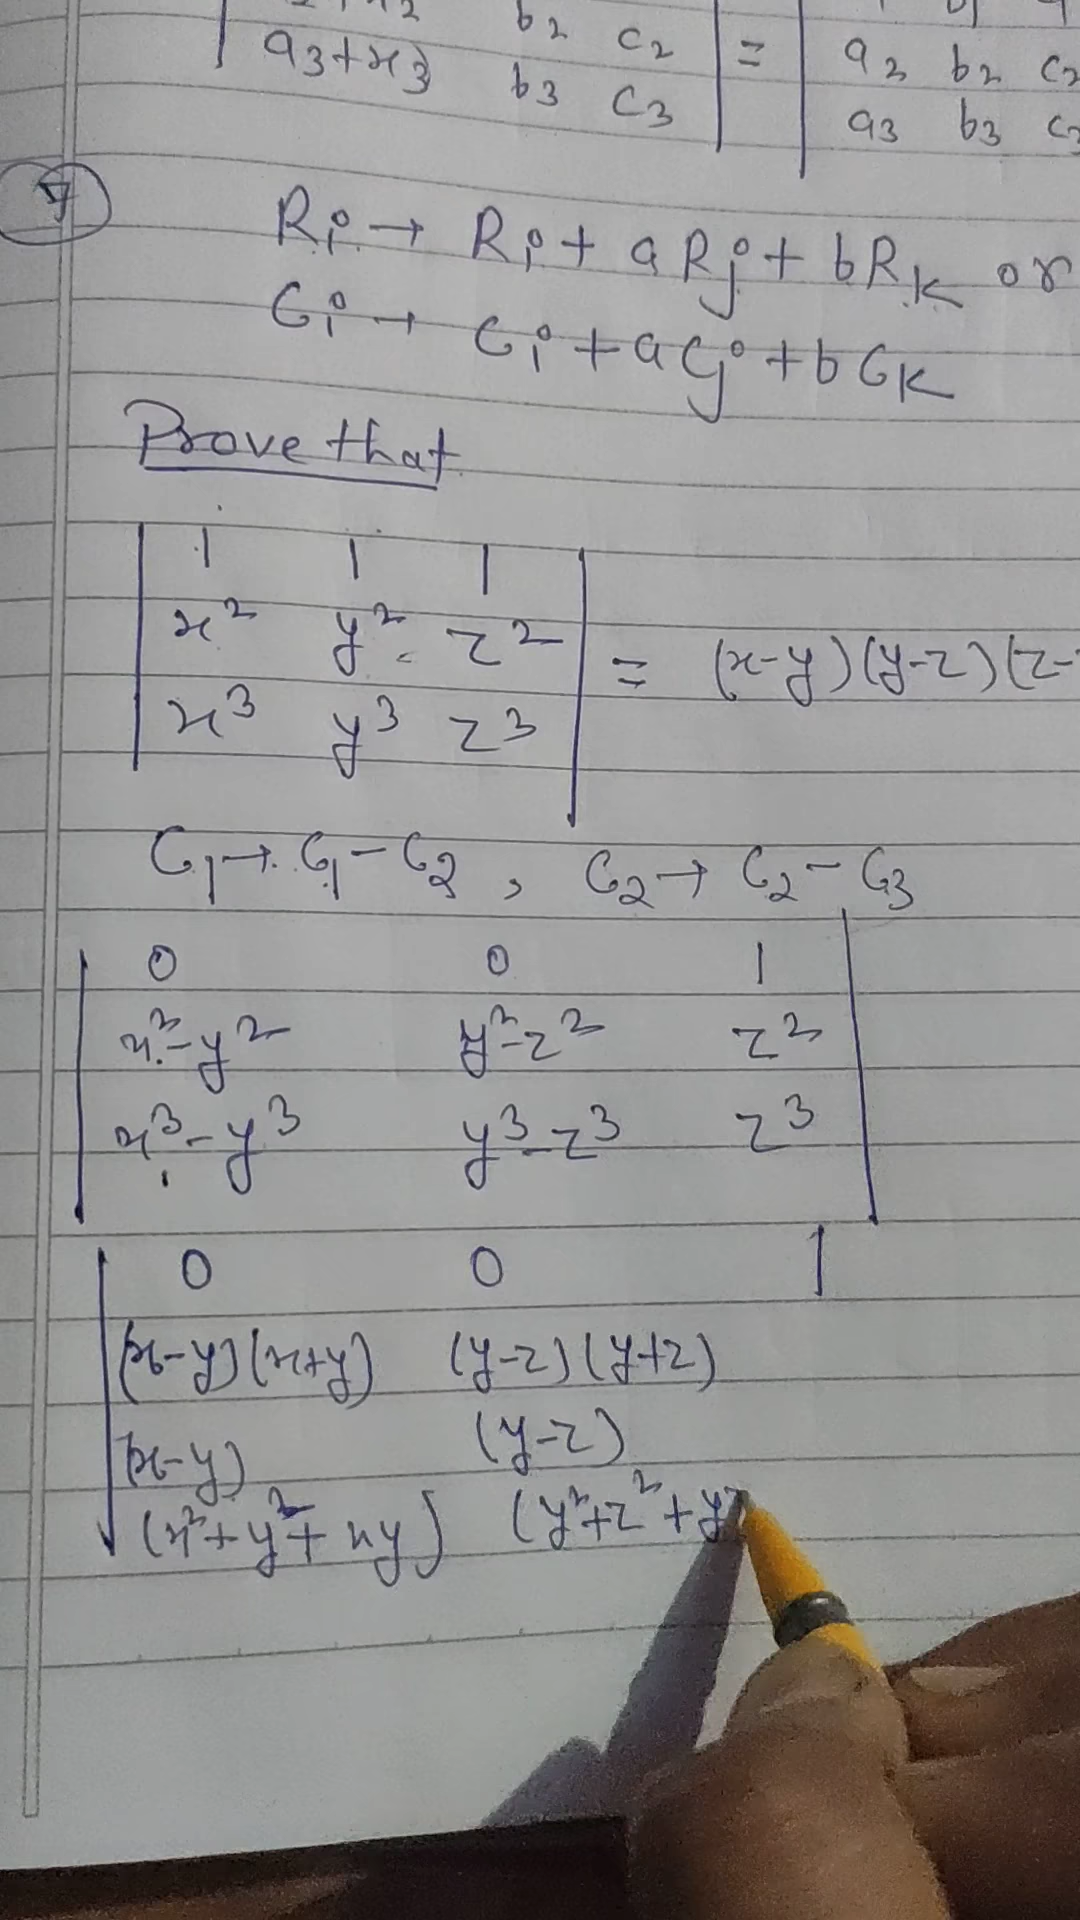 b₂ c₂
a₃+x₃ b₃ c₃ = a₂ b₂ c₂
a₃ b₃
7
Ri → Ri + aRj + bRk or
Ci → Ci + aCj + bCk
Prove that
1 1 1
x² y² z² = (x-y)(y-z)(z-
x³ y³ z³
C₁ → C₁ - C₂ , C₂ → C₂ - C₃
0 0 1
x²-y² y²-z² z²
x³-y³ y³-z³ z³
0 0 1
(x-y)(x+y) (y-z)(y+z)
(x-y) (y-z)
(x²+y²+xy) (y²+z²+y